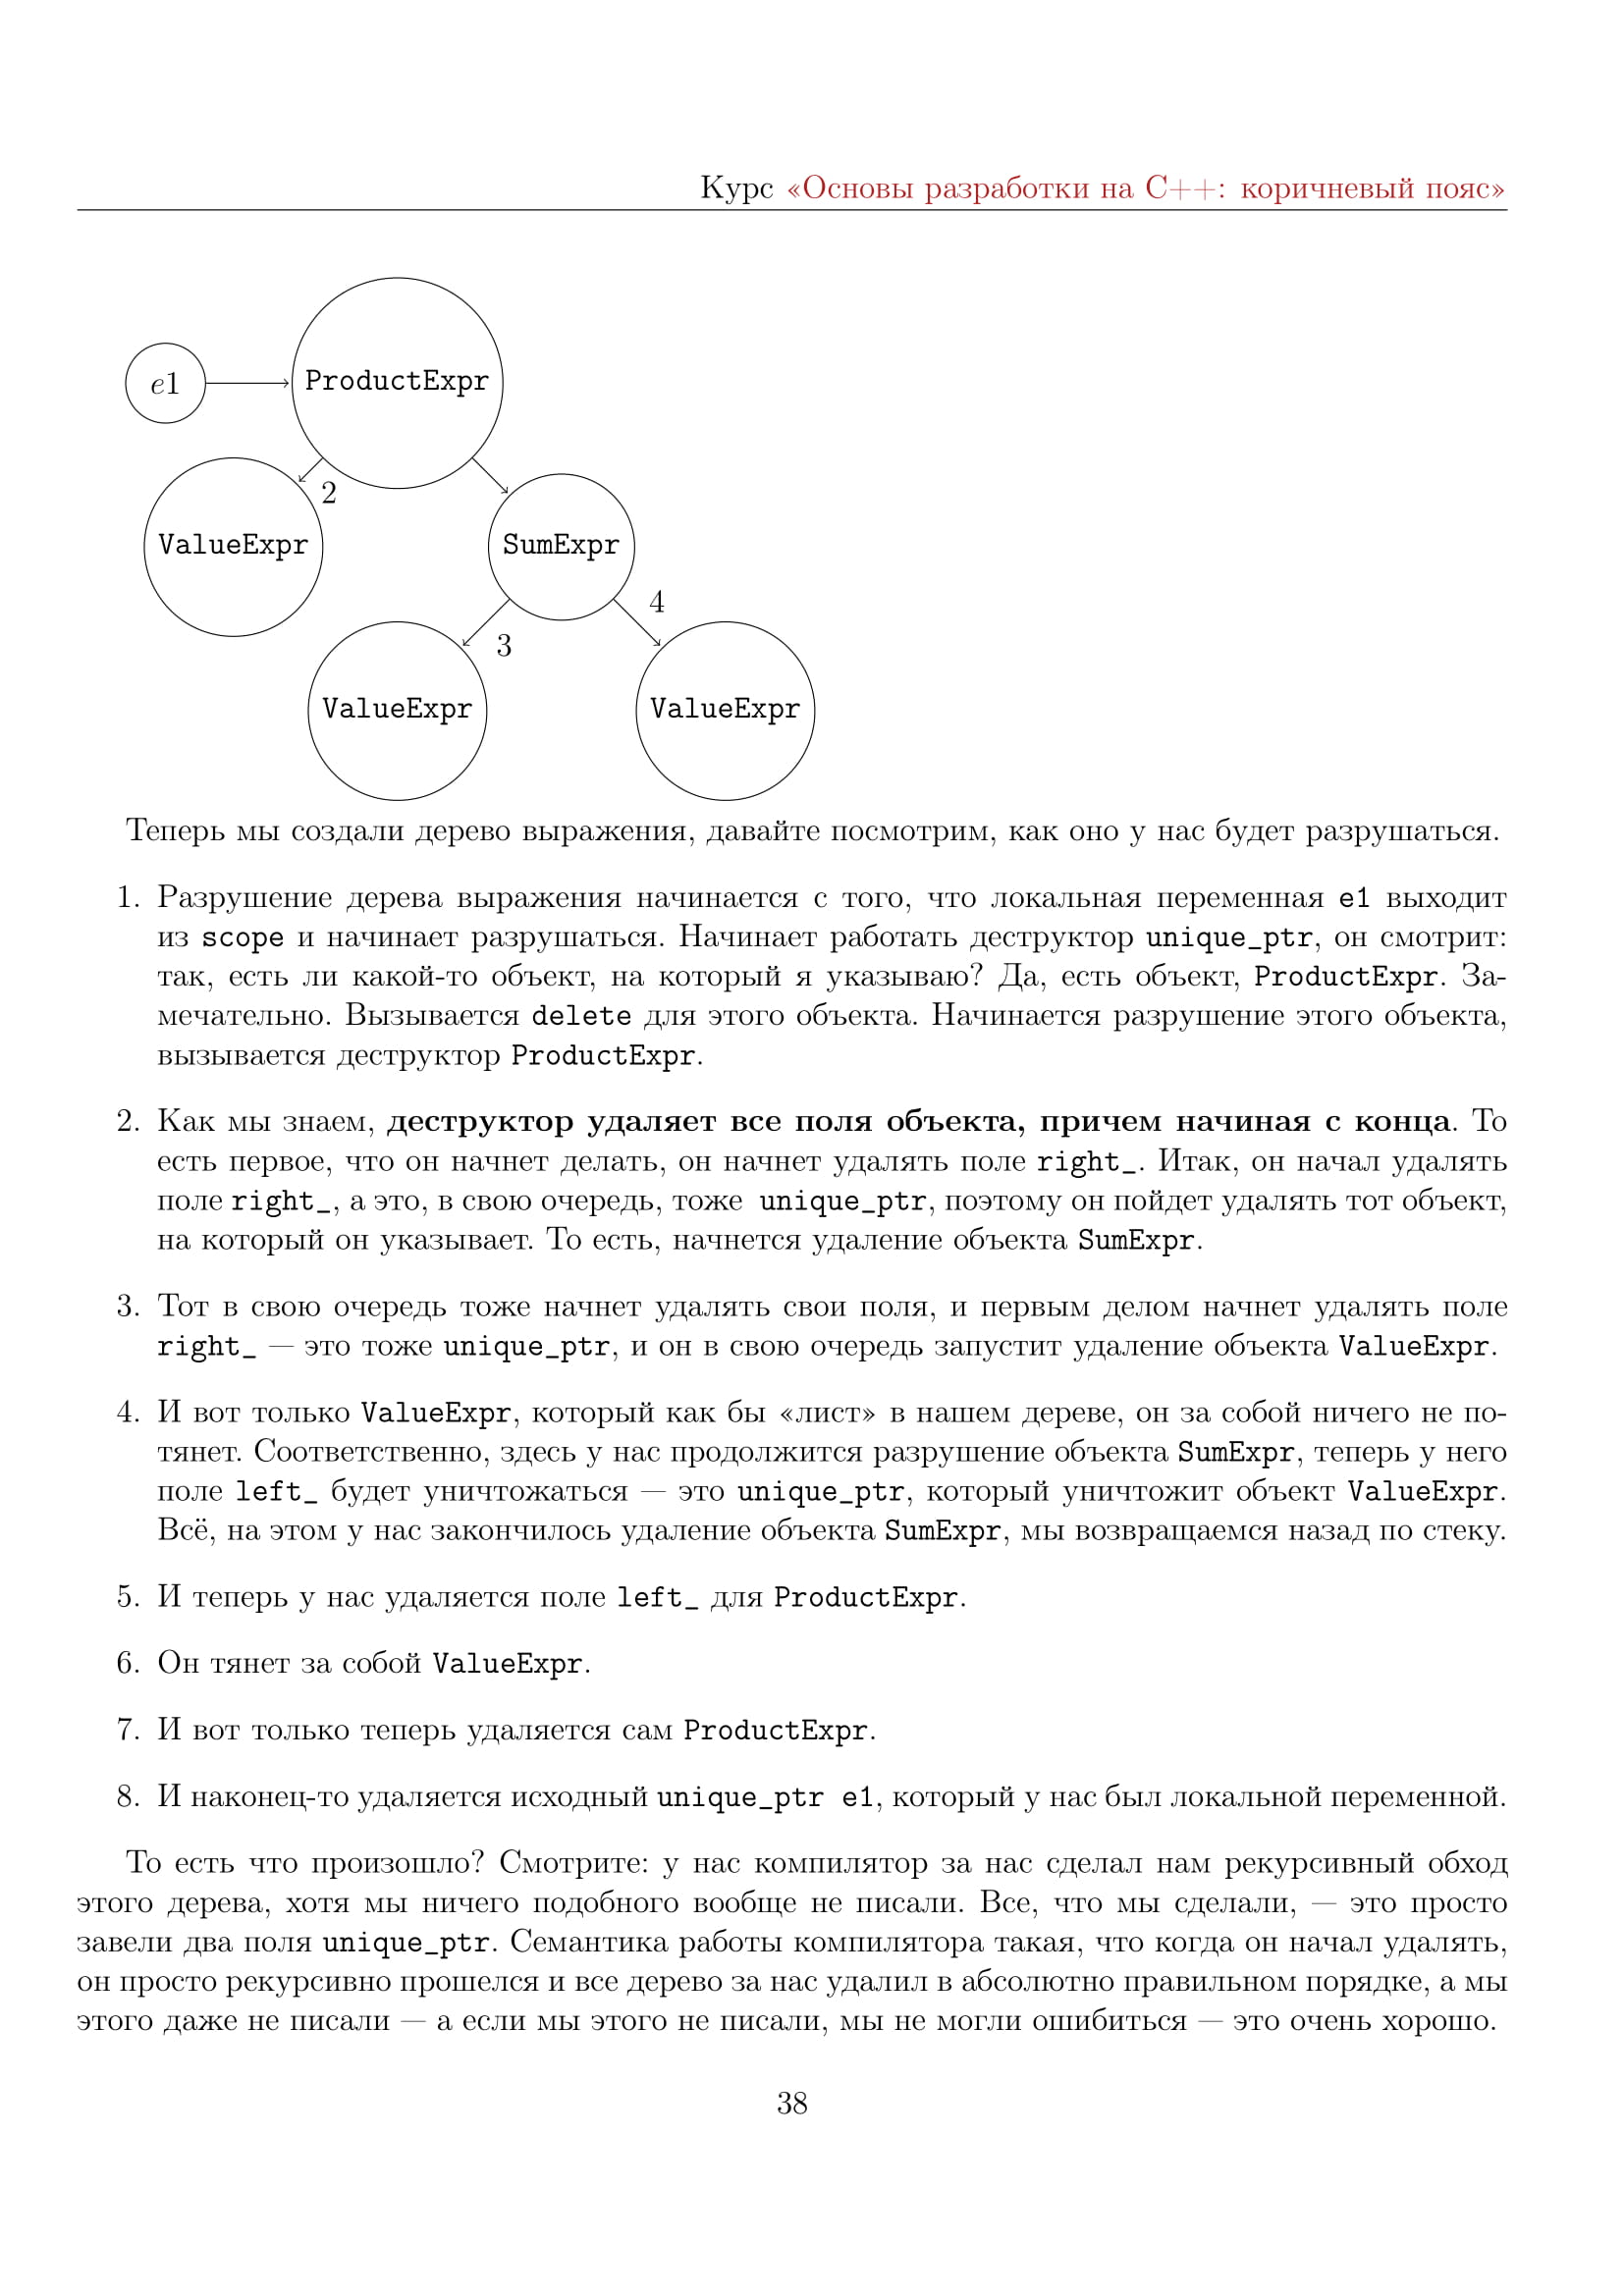 Курс «Основы разработки на C++: коричневый пояс»
e1
ProductExpr
2
ValueExpr
SumExpr
4
3
ValueExpr
ValueExpr
Теперь мы создали дерево выражения, давайте посмотрим, как оно у нас будет разрушаться.
1. Разрушение дерева выражения начинается с того, что локальная переменная e1 выходит
из scope и начинает разрушаться. Начинает работать деструктор unique_ptr, он смотрит:
так, есть ли какой-то объект, на который я указываю? Да, есть объект, ProductExpr. За-
мечательно. Вызывается delete для этого объекта. Начинается разрушение этого объекта,
вызывается деструктор ProductExpr.
2. Как мы знаем, деструктор удаляет все поля объекта, причем начиная с конца. То
есть первое, что он начнет делать, он начнет удалять поле right_. Итак, он начал удалять
поле right_, а это, в свою очередь, тоже unique_ptr, поэтому он пойдет удалять тот объект,
на который он указывает. То есть, начнется удаление объекта SumExpr.
3. Тот в свою очередь тоже начнет удалять свои поля, и первым делом начнет удалять поле
right_ — это тоже unique_ptr, и он в свою очередь запустит удаление объекта ValueExpr.
4. И вот только ValueExpr, который как бы «лист» в нашем дереве, он за собой ничего не по-
тянет. Соответственно, здесь у нас продолжится разрушение объекта SumExpr, теперь у него
поле left_ будет уничтожаться — это unique_ptr, который уничтожит объект ValueExpr.
Всё, на этом у нас закончилось удаление объекта SumExpr, мы возвращаемся назад по стеку.
5. И теперь у нас удаляется поле left_ для ProductExpr.
6. Он тянет за собой ValueExpr.
7. И вот только теперь удаляется сам ProductExpr.
8. И наконец-то удаляется исходный unique_ptr e1, который у нас был локальной переменной.
То есть что произошло? Смотрите: у нас компилятор за нас сделал нам рекурсивный обход
этого дерева, хотя мы ничего подобного вообще не писали. Все, что мы сделали, — это просто
завели два поля unique_ptr. Семантика работы компилятора такая, что когда он начал удалять,
он просто рекурсивно прошелся и все дерево за нас удалил в абсолютно правильном порядке, а мы
этого даже не писали — а если мы этого не писали, мы не могли ошибиться — это очень хорошо.
38